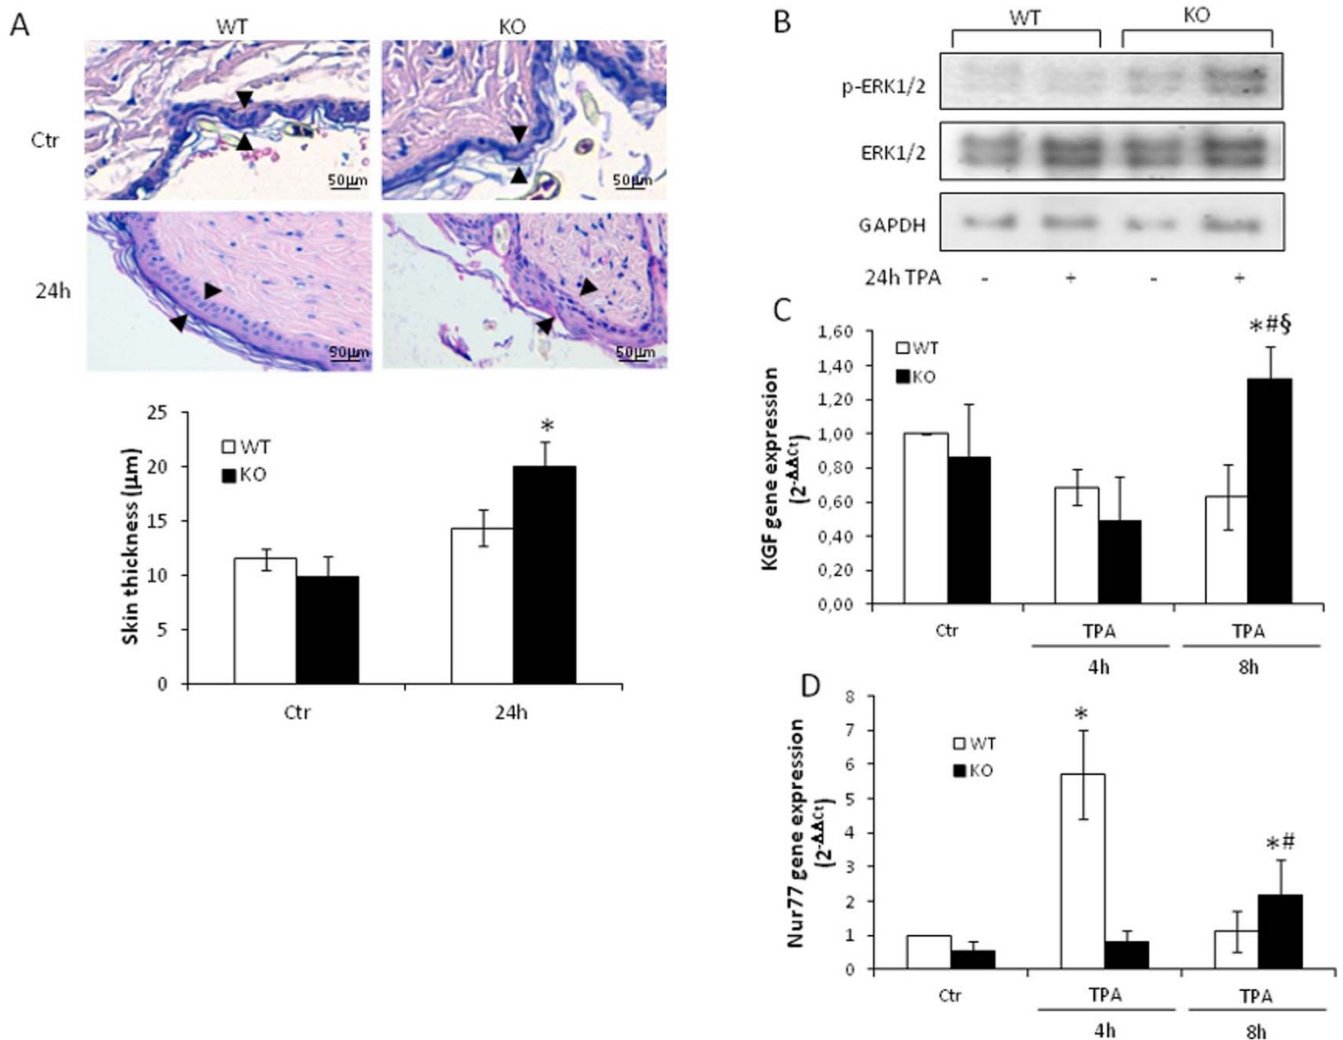 A
WT
KO
Ctr
50µm
50µm
24h
50µm
50µm
25
20
15
10
5
0
Skin thickness (µm)
WT
KO
*
Ctr
24h
B
WT
KO
p-ERK1/2
ERK1/2
GAPDH
24h TPA
-
+
-
+
C
1,60
1,40
1,20
1,00
0,80
0,60
0,40
0,20
0,00
KGF gene expression
(2-ΔΔCt)
WT
KO
*#§
Ctr
TPA
TPA
4h
8h
D
8
7
6
5
4
3
2
1
0
Nur77 gene expression
(2-ΔΔCt)
WT
KO
*
*#
Ctr
TPA
TPA
4h
8h